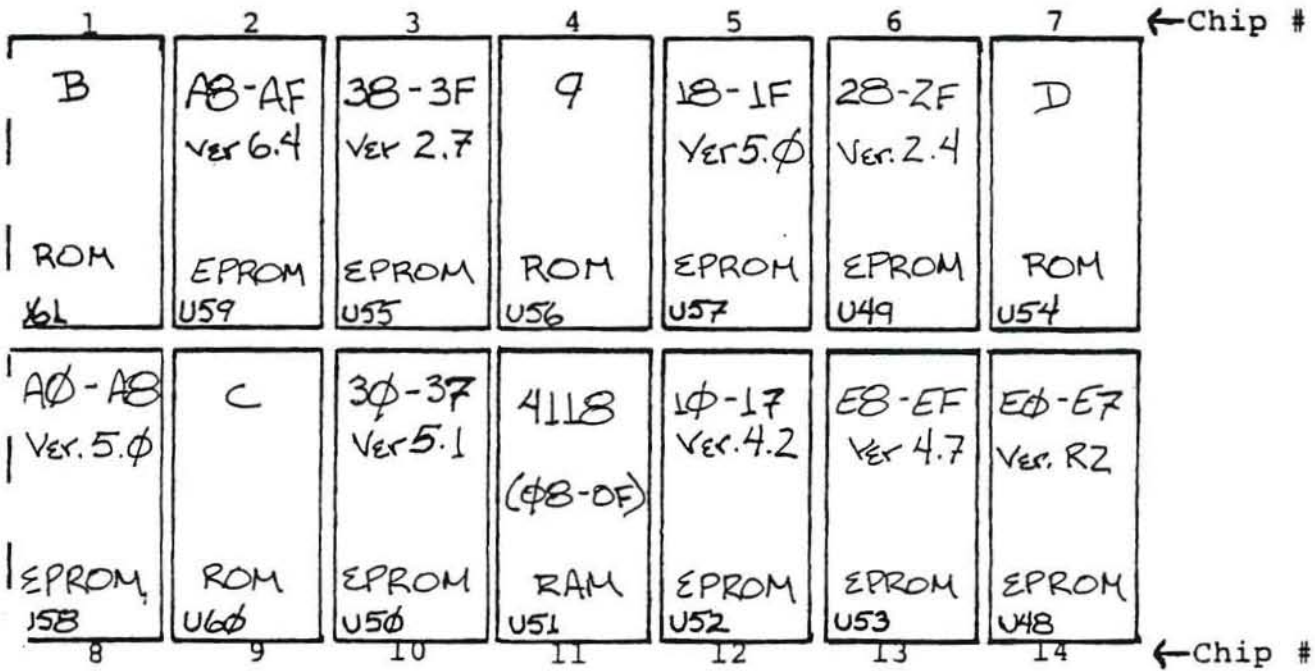 1 2 3 4 5 6 7 ←Chip #
B A8-AF 38-3F 9 18-1F 28-2F D
Ver 6.4 Ver 2.7 Ver 5.Ø Ver. 2.4
ROM EPROM EPROM ROM EPROM EPROM ROM
U59 U55 U56 U57 U49 U54
AØ-A8 C 3Ø-37 4118 1Ø-17 E8-EF EØ-E7
Ver. 5.Ø Ver 5.1 Ver. 4.2 Ver 4.7 Ver. R2
(Ø8-0F)
EPROM ROM EPROM RAM EPROM EPROM EPROM
U58 U6Ø U5Ø U51 U52 U53 U48
8 9 10 11 12 13 14 ←Chip #